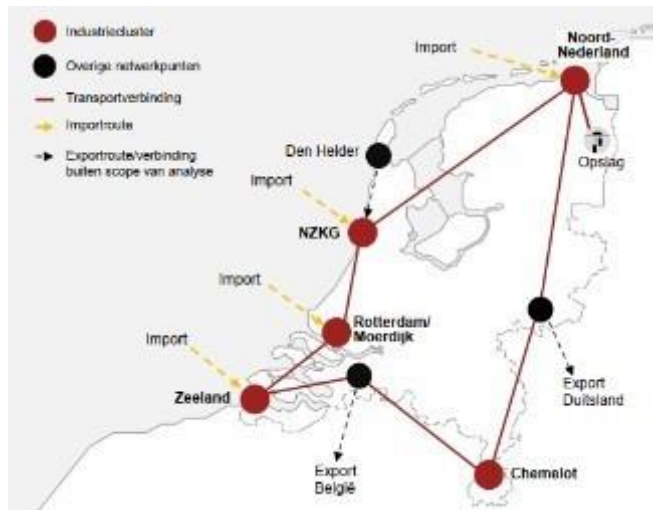 Industriecluster
Overige netwerkpunten
Transportverbinding
Importroute
Exportroute/verbinding
buiten scope van analyse
Import
Noord-
Nederland
Opslag
Den Helder
Import
NZKG
Import
Rotterdam/
Moerdijk
Import
Zeeland
Export
Duitsland
Export
België
Chemelot